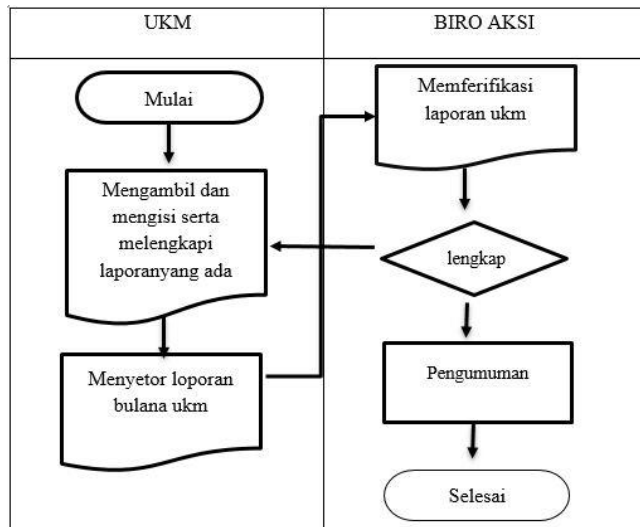 UKM
BIRO AKSI
Mulai
Mengambil dan
mengisi serta
melengkapi
laporanyang ada
Menyetor loporan
bulana ukm
Memferifikasi
laporan ukm
lengkap
Pengumuman
Selesai